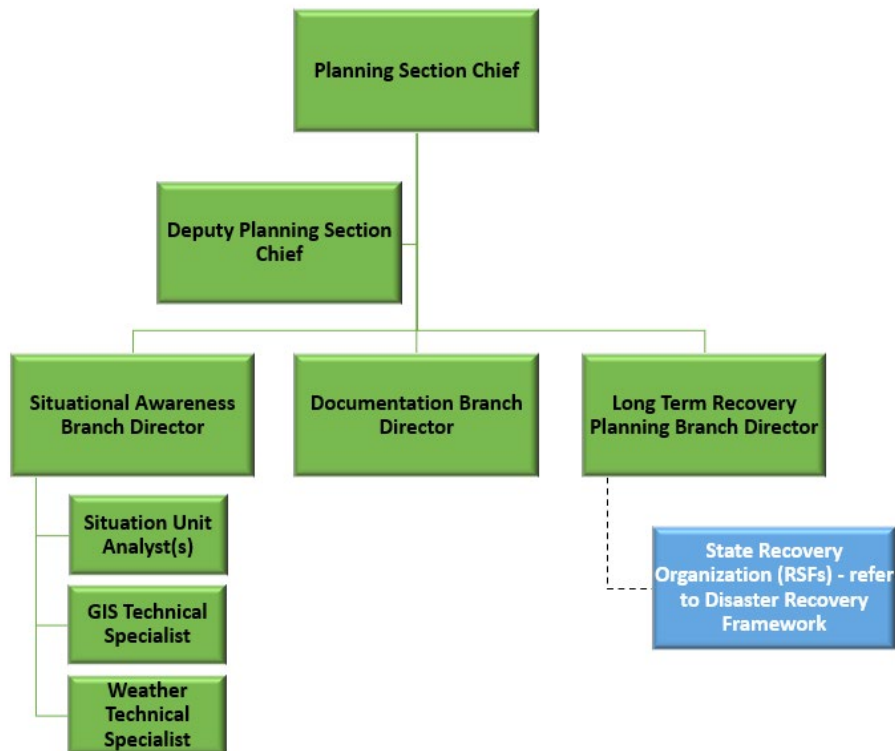 Planning Section Chief
Deputy Planning Section
Chief
Situational Awareness
Branch Director
Documentation Branch
Director
Long Term Recovery
Planning Branch Director
Situation Unit
Analyst(s)
GIS Technical
Specialist
Weather
Technical
Specialist
State Recovery
Organization (RSFs) - refer
to Disaster Recovery
Framework